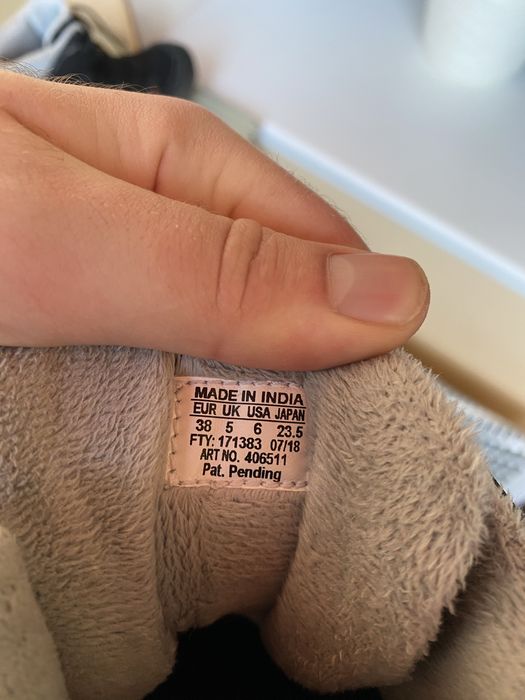 MADE IN INDIA
EUR UK USA JAPAN
38 5 6 23.5
FTY: 171383 07/18
ART NO. 406511
Pat. Pending